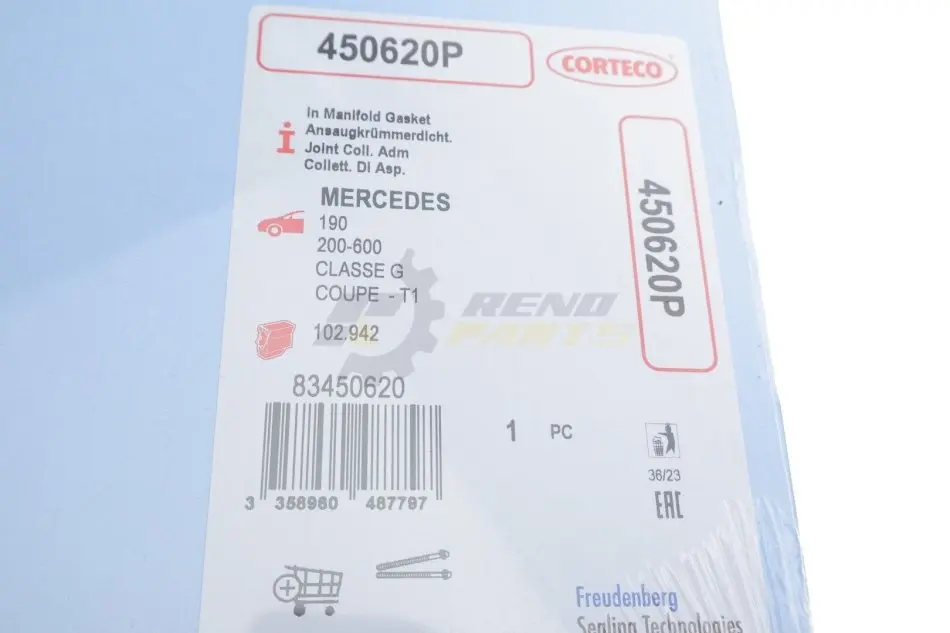 450620P
CORTECO
In Manifold Gasket
Ansaugkrümmerdicht.
Joint Coll. Adm
Collett. Di Asp.
MERCEDES
190
200-600
CLASSE G
COUPE - T1
102.942
450620P
RENO
PARTS
83450620
3 358960 487797
1 PC
36/23
EAC
Freudenberg
Sealing Technologies